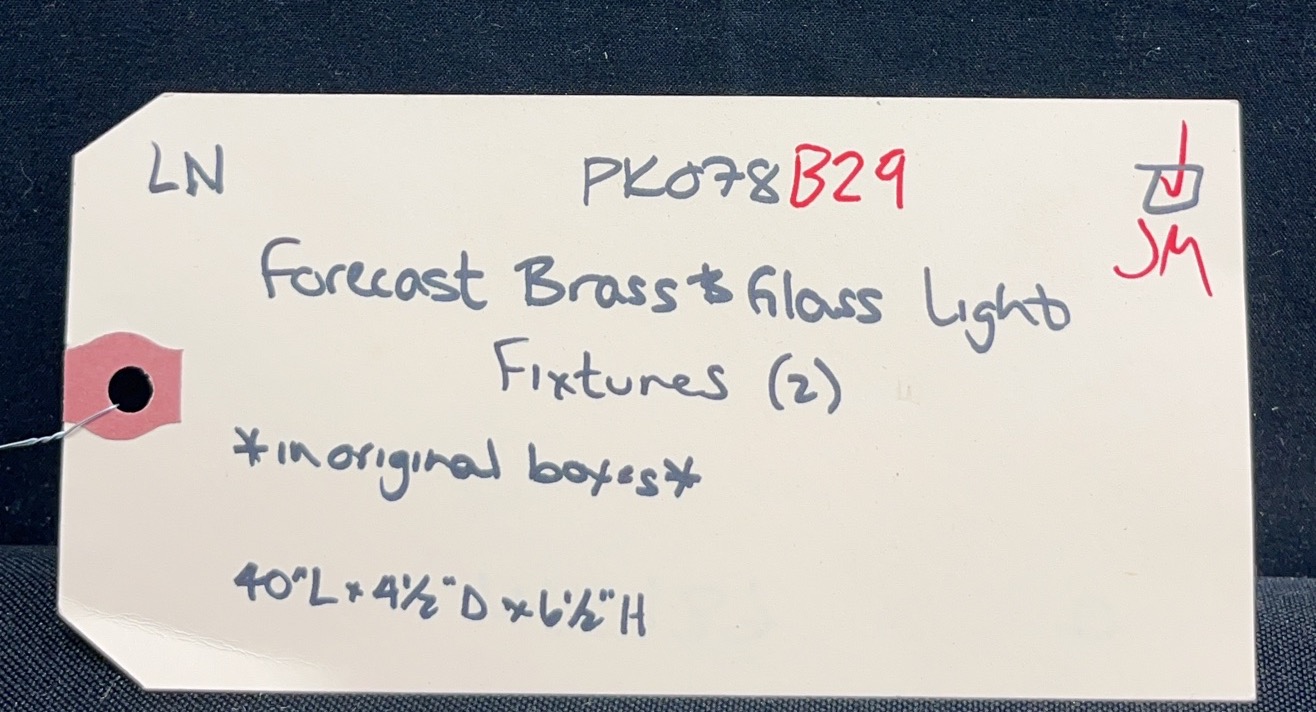 LN PK078B29
JM
Forecast Brass & Glass Light
Fixtures (2)
*in original boxes*
40"L x 4½"D x 6½"H